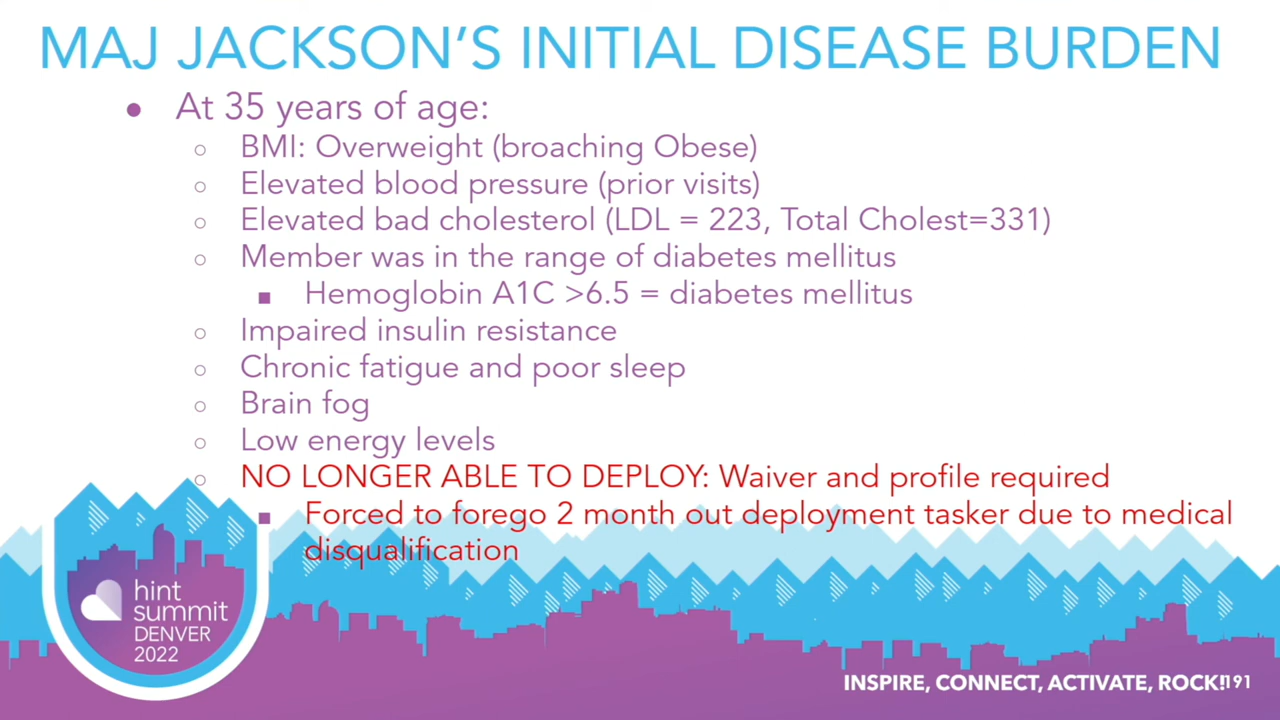 MAJ JACKSON'S INITIAL DISEASE BURDEN
● At 35 years of age:
○ BMI: Overweight (broaching Obese)
○ Elevated blood pressure (prior visits)
○ Elevated bad cholesterol (LDL = 223, Total Cholest=331)
○ Member was in the range of diabetes mellitus
■ Hemoglobin A1C >6.5 = diabetes mellitus
○ Impaired insulin resistance
○ Chronic fatigue and poor sleep
○ Brain fog
○ Low energy levels
○ NO LONGER ABLE TO DEPLOY: Waiver and profile required
■ Forced to forego 2 month out deployment tasker due to medical
disqualification
hint
summit
DENVER
2022
INSPIRE, CONNECT, ACTIVATE, ROCK! 191